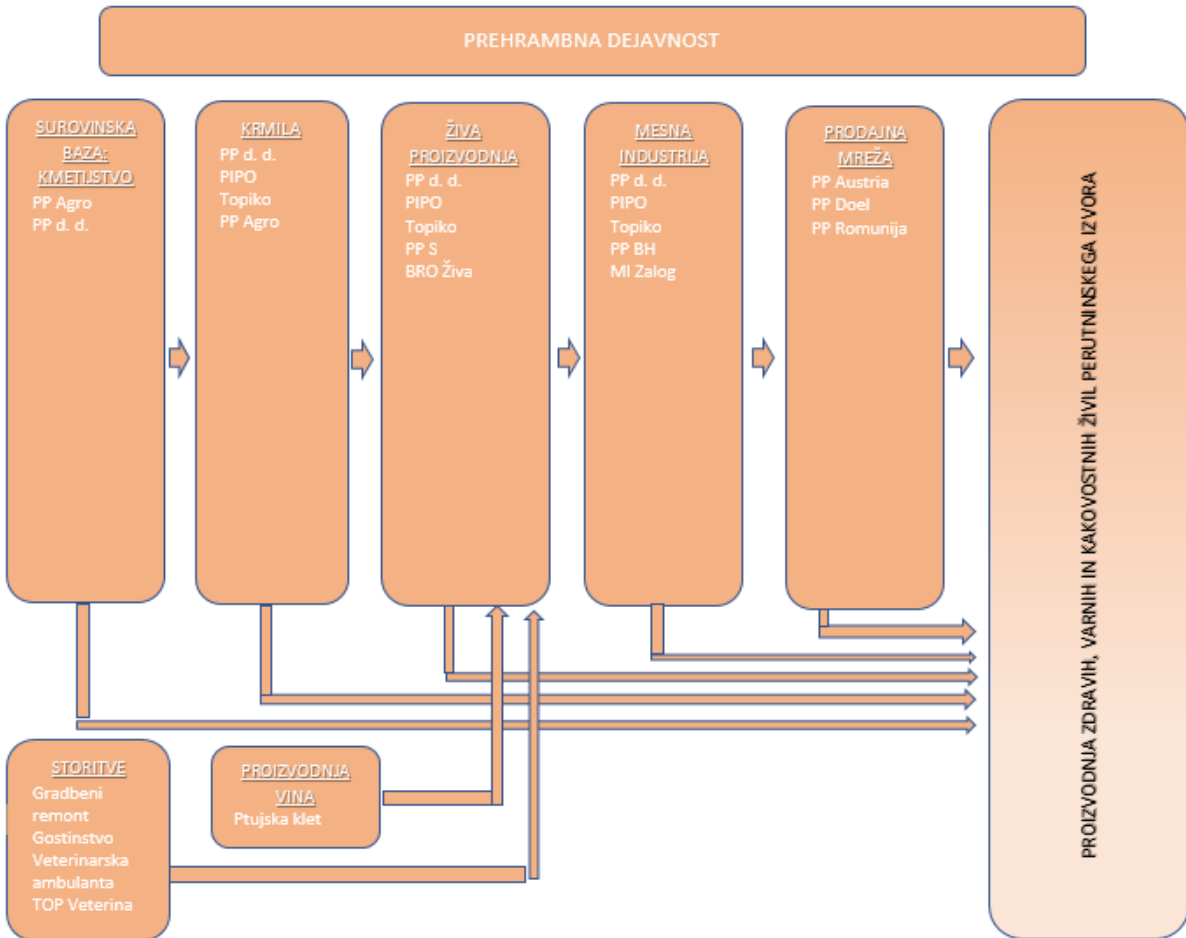 PREHRAMBNA DEJAVNOST
SUROVINSKA
BAZA:
KMETIJSTVO
PP Agro
PP d. d.
KRMILA
PP d. d.
PIPO
Topiko
PP Agro
ŽIVA
PROIZVODNJA
PP d. d.
PIPO
Topiko
PP S
BRO Živa
MESNA
INDUSTRIJA
PP d. d.
PIPO
Topiko
PP BH
MI Zalog
PRODAJNA
MREŽA
PP Austria
PP Doel
PP Romunija
PROIZVODNJA ZDRAVIH, VARNIH IN KAKOVOSTNIH ŽIVIL PERUTNINSKEGA IZVORA
STORITVE
Gradbeni
remont
Gostinstvo
Veterinarska
ambulanta
TOP Veterina
PROIZVODNJA
VINA
Ptujska klet